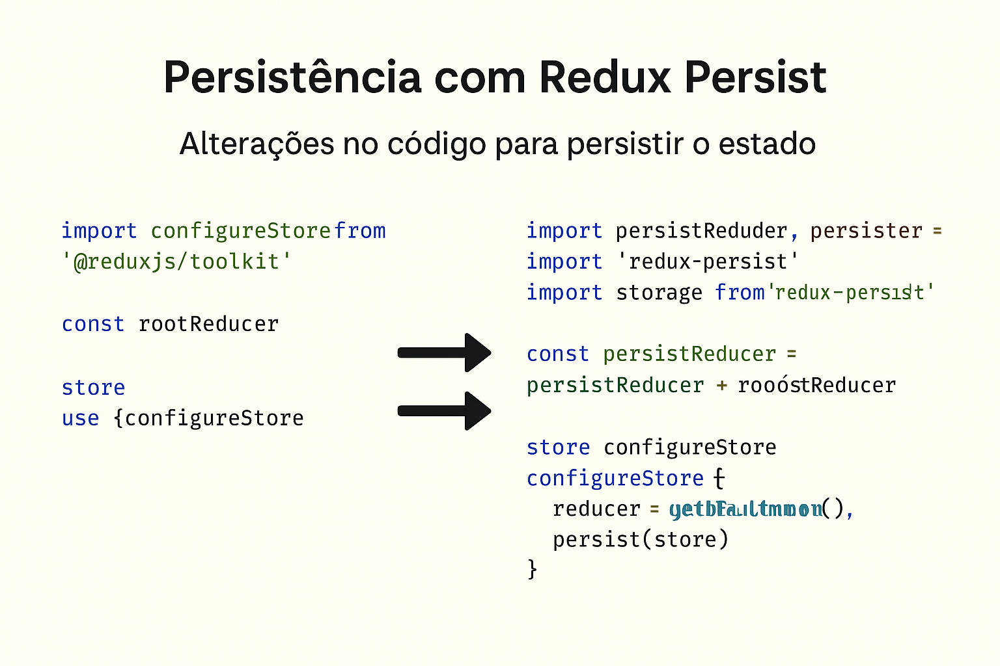 Persistência com Redux Persist
Alterações no código para persistir o estado
import configureStore from
'@reduxjs/toolkit'
const rootReducer
store
use {configureStore
import persistReduder, persister =
import 'redux-persist'
import storage from 'redux-persist'
const persistReducer =
persistReducer + rooóstReducer
store configureStore
configureStore {
reducer = (),
persist(store)
}